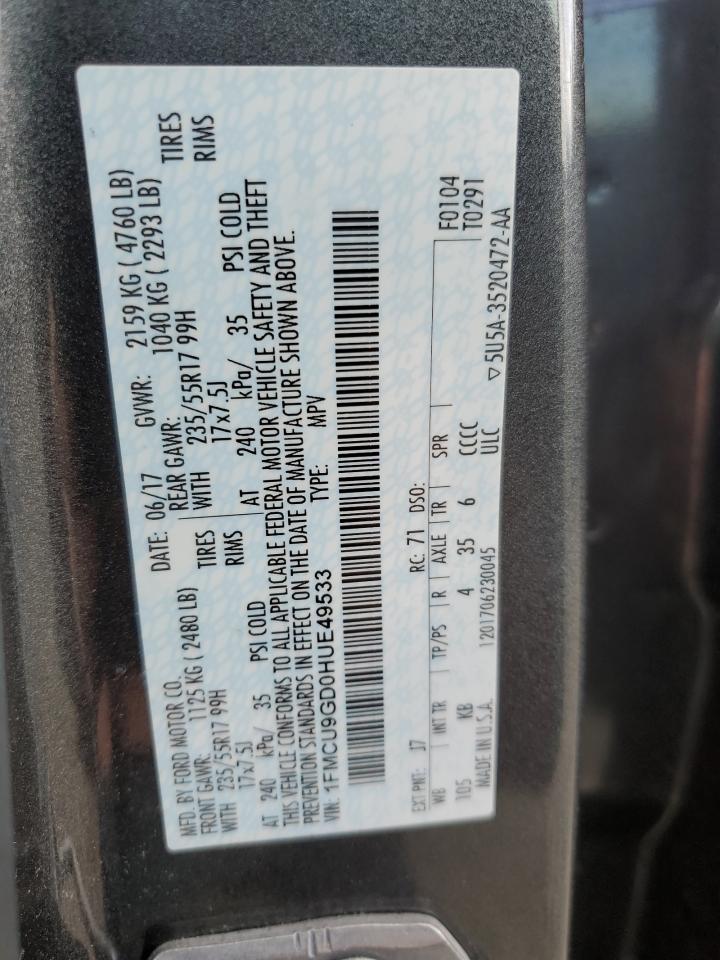 MFD. BY FORD MOTOR CO.
DATE: 06/17 GVWR: 2159 KG ( 4760 LB)
FRONT GAWR: 1125 KG ( 2480 LB)
REAR GAWR: 1040 KG ( 2293 LB)
WITH 235/55R17 99H TIRES
WITH 235/55R17 99H TIRES
17x7.5J RIMS
17x7.5J RIMS
AT 240 kPa/ 35 PSI COLD
AT 240 kPa/ 35 PSI COLD
THIS VEHICLE CONFORMS TO ALL APPLICABLE FEDERAL MOTOR VEHICLE SAFETY AND THEFT
PREVENTION STANDARDS IN EFFECT ON THE DATE OF MANUFACTURE SHOWN ABOVE.
VIN: 1FMCU9GD0HUE49533 TYPE: MPV
EXT PNT: J7 RC: 71 DSO: F0104
WB INT TR TP/PS R AXLE TR SPR T0291
105 KB 4 35 6 CCCC
MADE IN U.S.A. 1201706230045 ULC
▽5U5A-3520472-AA